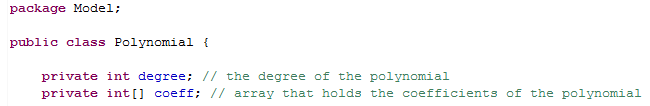 package Model;
public class Polynomial {
private int degree; // the degree of the polynomial
private int[] coeff; // array that holds the coefficients of the polynomial